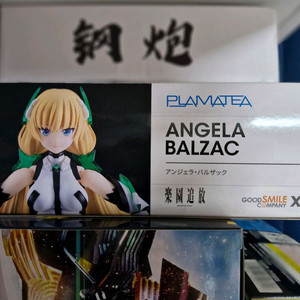 钢炮
PLAMATEA
ANGELA
BALZAC
アンジェラ・バルザック
楽園追放
GOOD SMILE
COMPANY
X